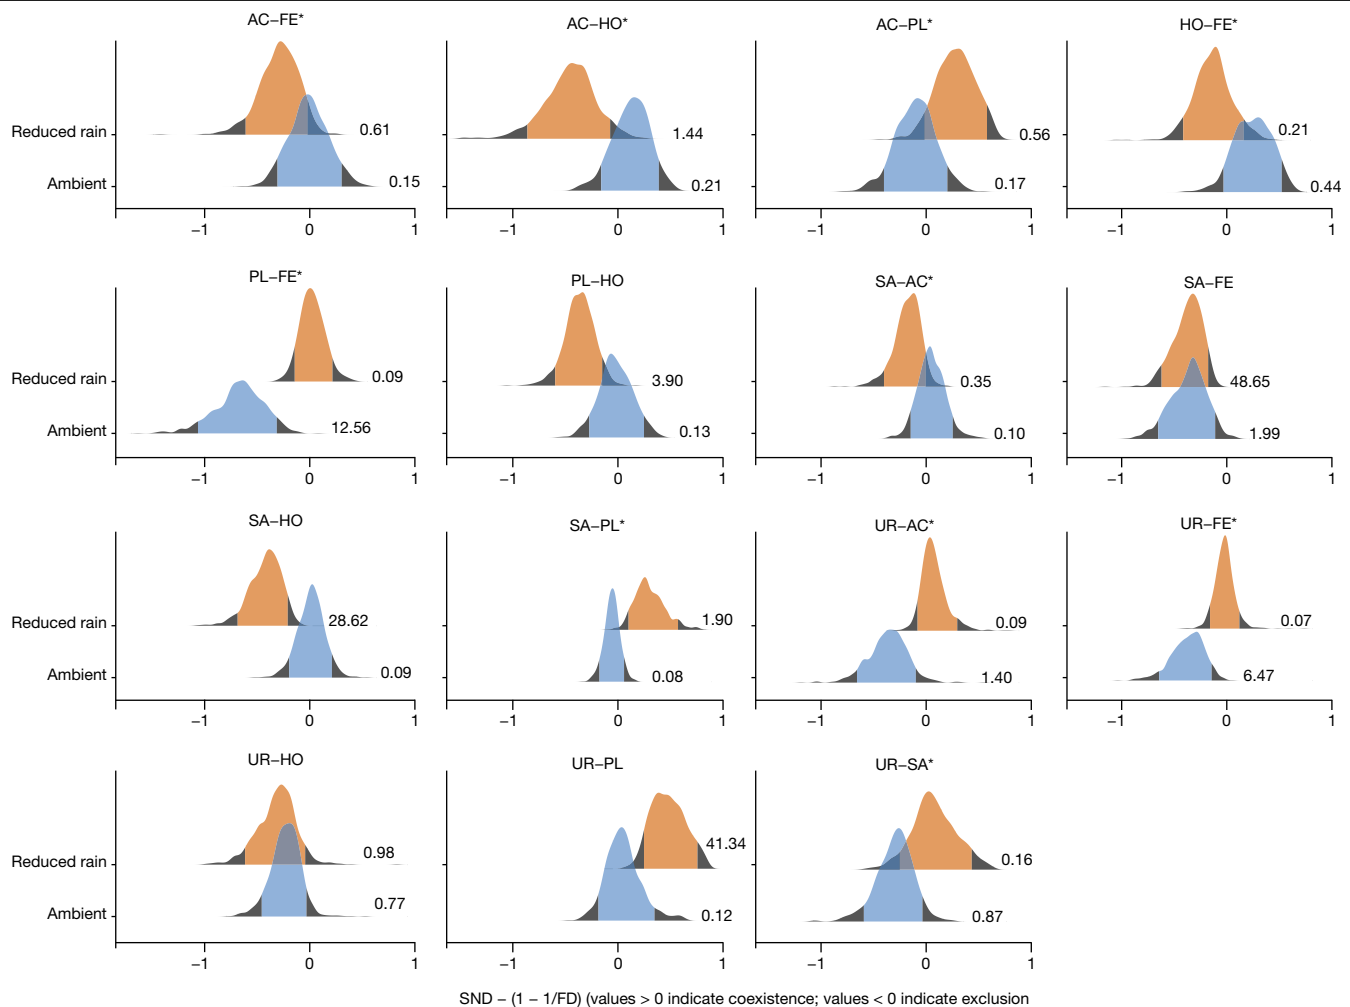 AC–FE* AC–HO* AC–PL* HO–FE*
Reduced rain 0.61 1.44 0.56 0.21
Ambient 0.15 0.21 0.17 0.44
−1 0 1 −1 0 1 −1 0 1 −1 0 1
PL–FE* PL–HO SA–AC* SA–FE
Reduced rain 0.09 3.90 0.35 48.65
Ambient 12.56 0.13 0.10 1.99
−1 0 1 −1 0 1 −1 0 1 −1 0 1
SA–HO SA–PL* UR–AC* UR–FE*
Reduced rain 28.62 1.90 0.09 0.07
Ambient 0.09 0.08 1.40 6.47
−1 0 1 −1 0 1 −1 0 1 −1 0 1
UR–HO UR–PL UR–SA*
Reduced rain 0.98 41.34 0.16
Ambient 0.77 0.12 0.87
−1 0 1 −1 0 1 −1 0 1
SND − (1 − 1/FD) (values > 0 indicate coexistence; values < 0 indicate exclusion